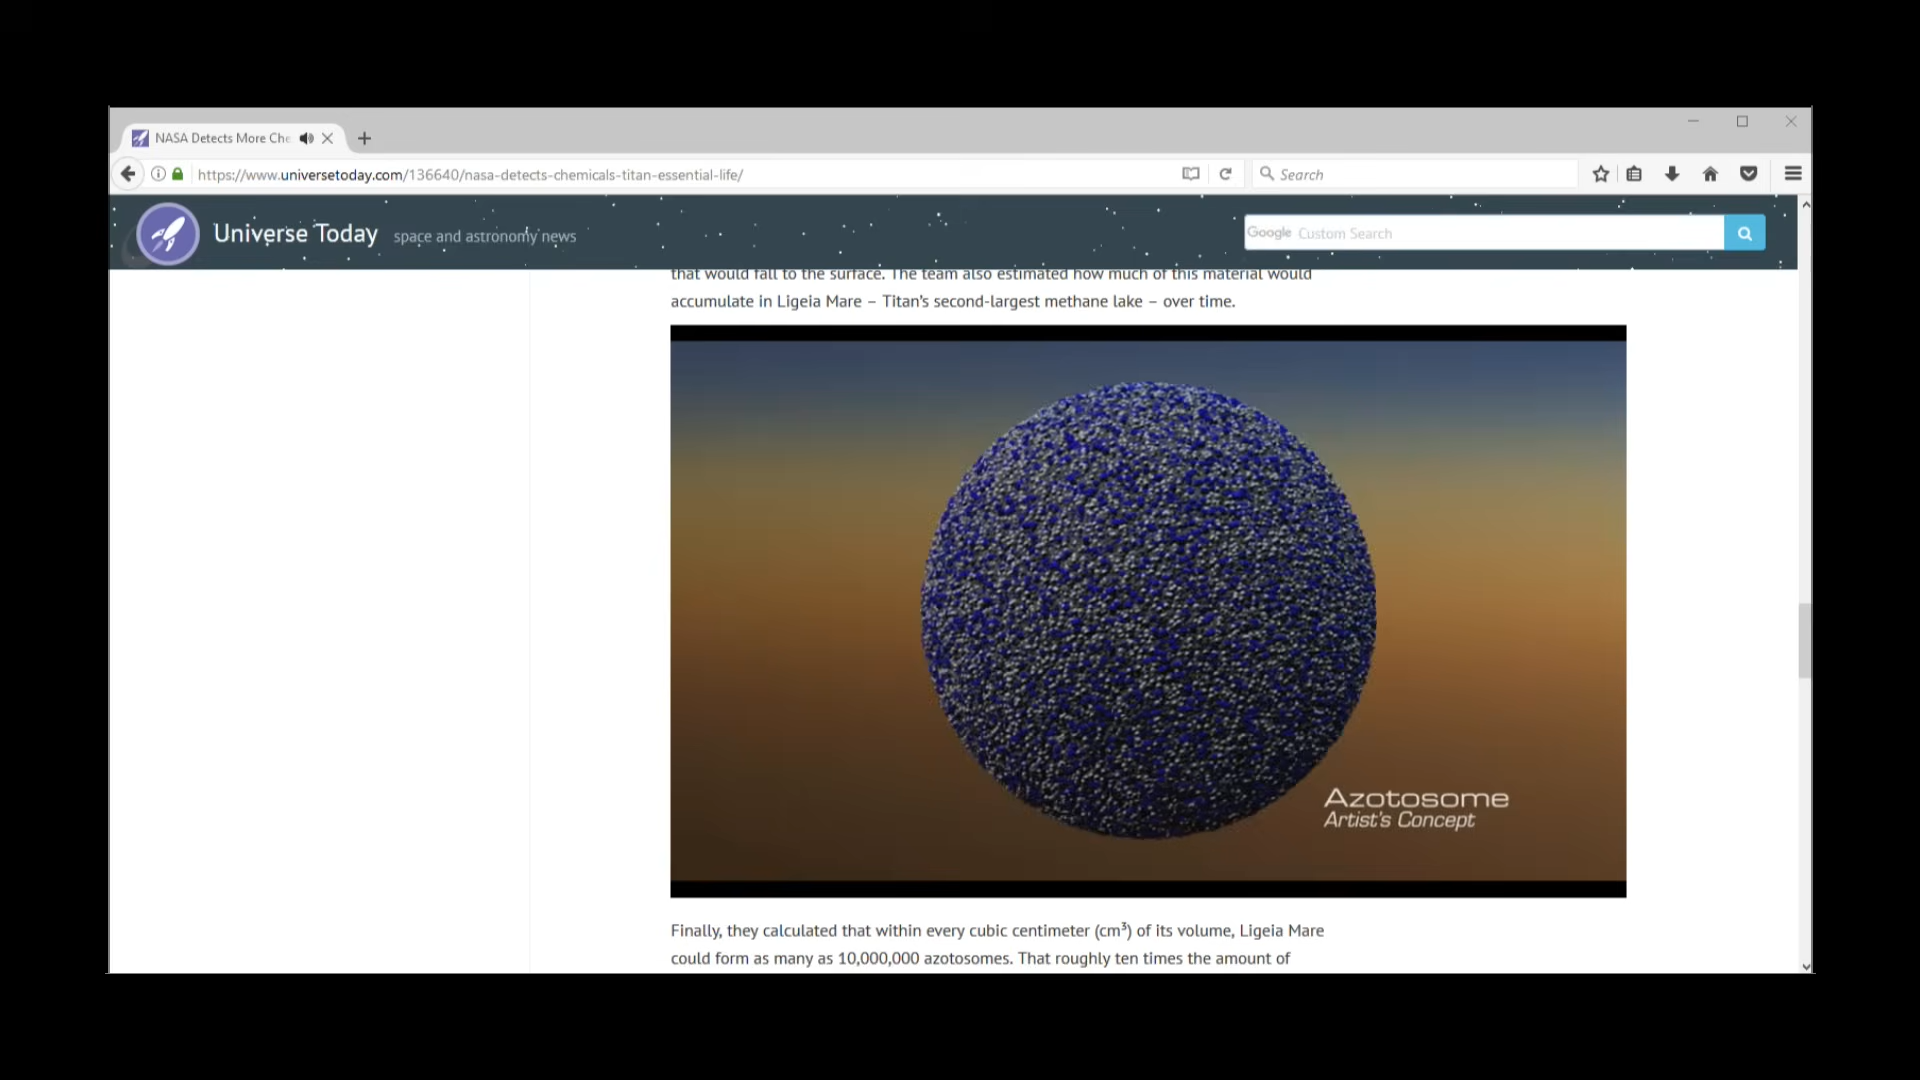 NASA Detects More Che
https://www.universetoday.com/136640/nasa-detects-chemicals-titan-essential-life/
Search
Universe Today
space and astronomy news
Google Custom Search
that would fall to the surface. The team also estimated how much of this material would
accumulate in Ligeia Mare – Titan’s second-largest methane lake – over time.
Azotosome
Artist's Concept
Finally, they calculated that within every cubic centimeter (cm³) of its volume, Ligeia Mare
could form as many as 10,000,000 azotosomes. That roughly ten times the amount of